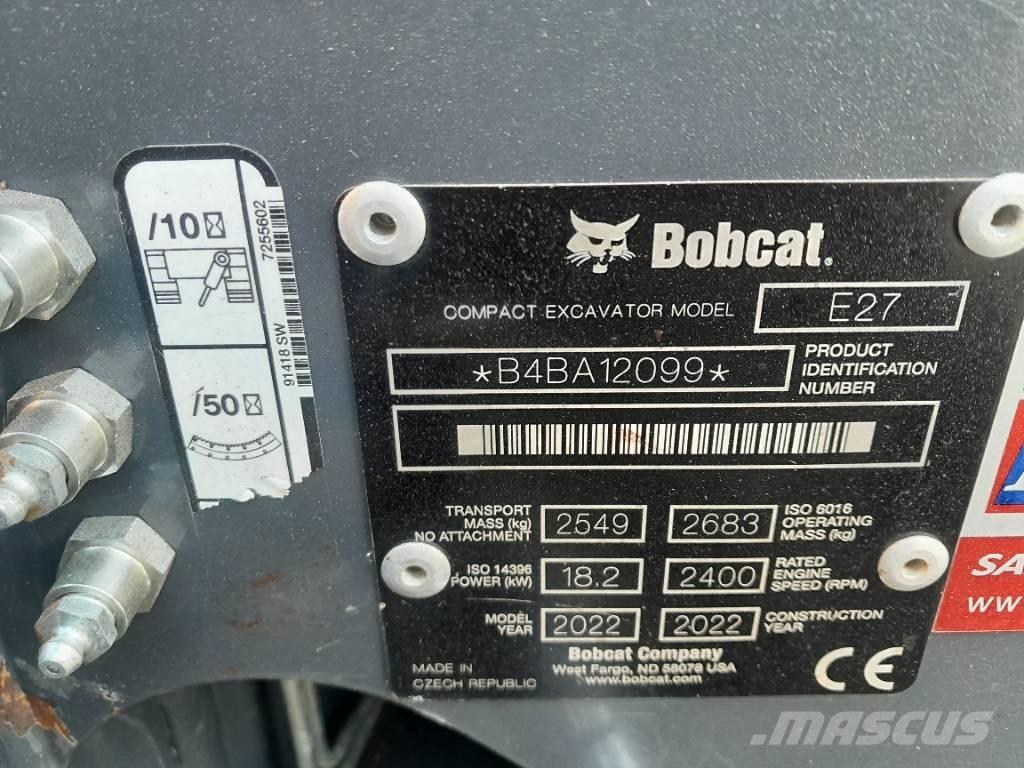 /10
7255602
91418 SW
/50
Bobcat.
COMPACT EXCAVATOR MODEL E27
*B4BA12099* PRODUCT IDENTIFICATION NUMBER
TRANSPORT MASS (kg) NO ATTACHMENT 2549 2683 ISO 6016 OPERATING MASS (kg)
ISO 14396 POWER (kW) 18.2 2400 RATED ENGINE SPEED (RPM)
MODEL YEAR 2022 2022 CONSTRUCTION YEAR
Bobcat Company
West Fargo, ND 58078 USA
www.bobcat.com
MADE IN
CZECH REPUBLIC
CE
SA
ww
MASCUS